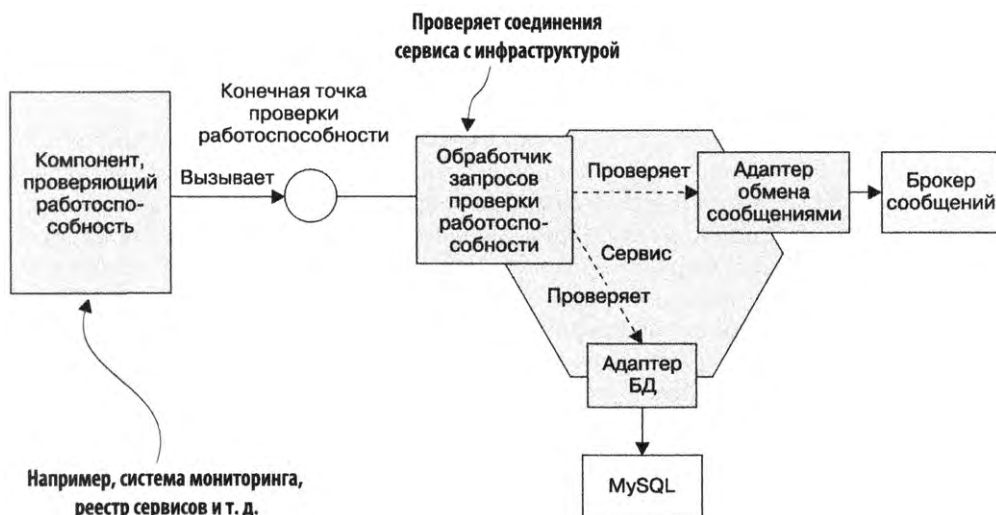 Проверяет соединения
сервиса с инфраструктурой
Конечная точка
проверки
работоспособности
Компонент,
проверяющий
работоспо-
собность
Вызывает
Обработчик
запросов
проверки
работоспо-
собности
Проверяет
Адаптер
обмена
сообщениями
Брокер
сообщений
Сервис
Проверяет
Адаптер
БД
MySQL
Например, система мониторинга,
реестр сервисов и т. д.